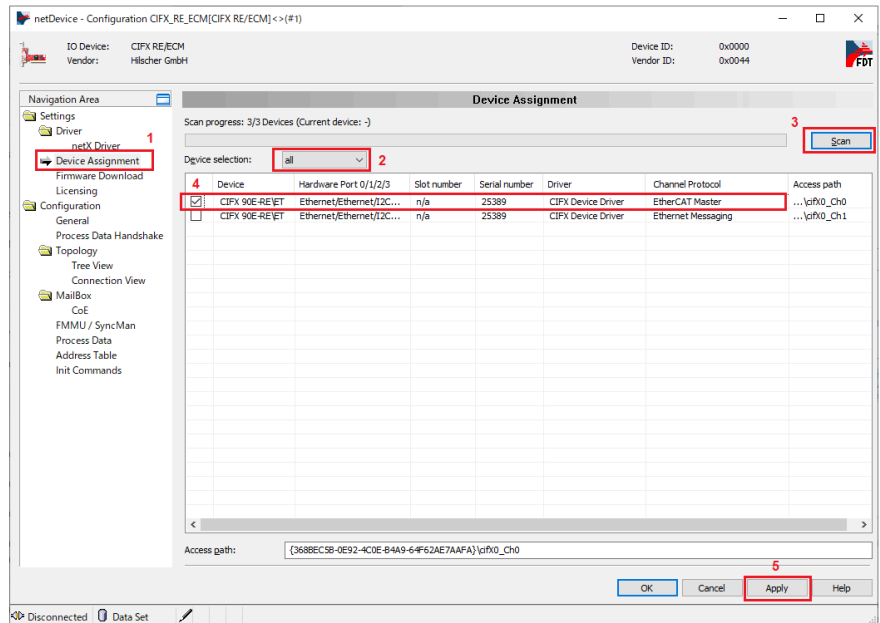 netDevice - Configuration CIFX_RE_ECM[CIFX RE/ECM]<>(#1)
IO Device: CIFX RE/ECM Device ID: 0x0000
Vendor: Hilscher GmbH Vendor ID: 0x0044
FDT
Navigation Area
Device Assignment
Settings
Driver
netX Driver
1
Device Assignment
Firmware Download
Licensing
Configuration
General
Process Data Handshake
Topology
Tree View
Connection View
MailBox
CoE
FMMU / SyncMan
Process Data
Address Table
Init Commands
Scan progress: 3/3 Devices (Current device: -)
3
Scan
Device selection: all 2
4 Device Hardware Port 0/1/2/3 Slot number Serial number Driver Channel Protocol Access path
CIFX 90E-RE\ET Ethernet/Ethernet/I2C... n/a 25389 CIFX Device Driver EtherCAT Master ...\cifX0_Ch0
CIFX 90E-RE\ET Ethernet/Ethernet/I2C... n/a 25389 CIFX Device Driver Ethernet Messaging ...\cifX0_Ch1
Access path: {368BEC5B-0E92-4C0E-B4A9-64F62AE7AAFA}\cifX0_Ch0
5
OK Cancel Apply Help
Disconnected Data Set